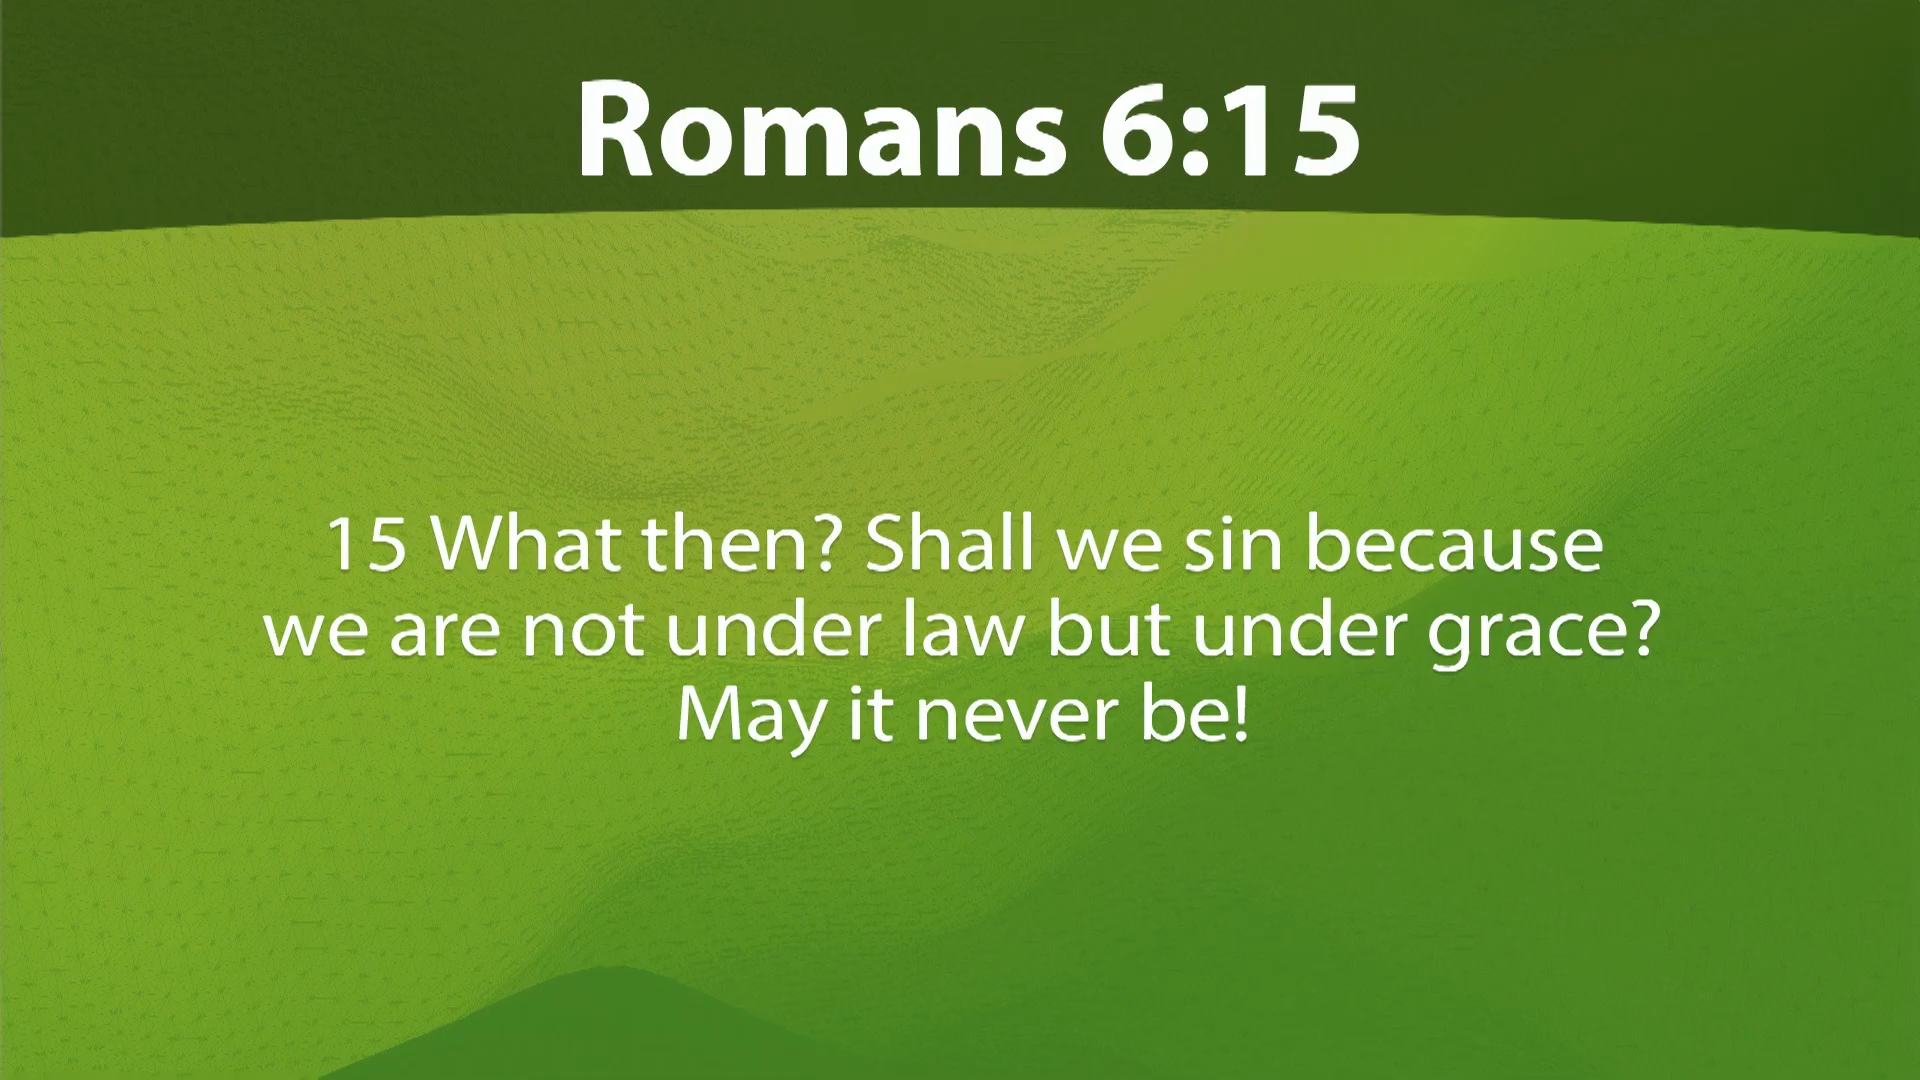 Romans 6:15
15 What then? Shall we sin because
we are not under law but under grace?
May it never be!